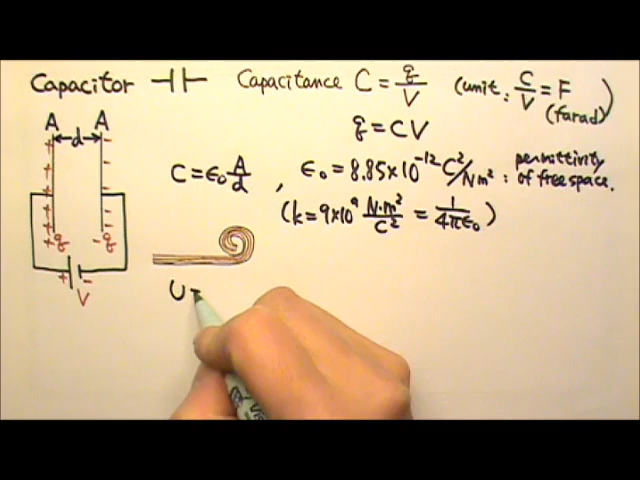 Capacitor ⊣⊢ Capacitance C = q/V (unit: C/V = F (farad))
q = CV
A A
d
C = ε₀ A/d , ε₀ = 8.85×10⁻¹² C²/Nm² : permittivity of free space.
(k = 9×10⁹ N·m²/C² = 1/4πε₀)
+ -
+ -
+ -
+ -
+ -
+ q -q
+ -
V
U =